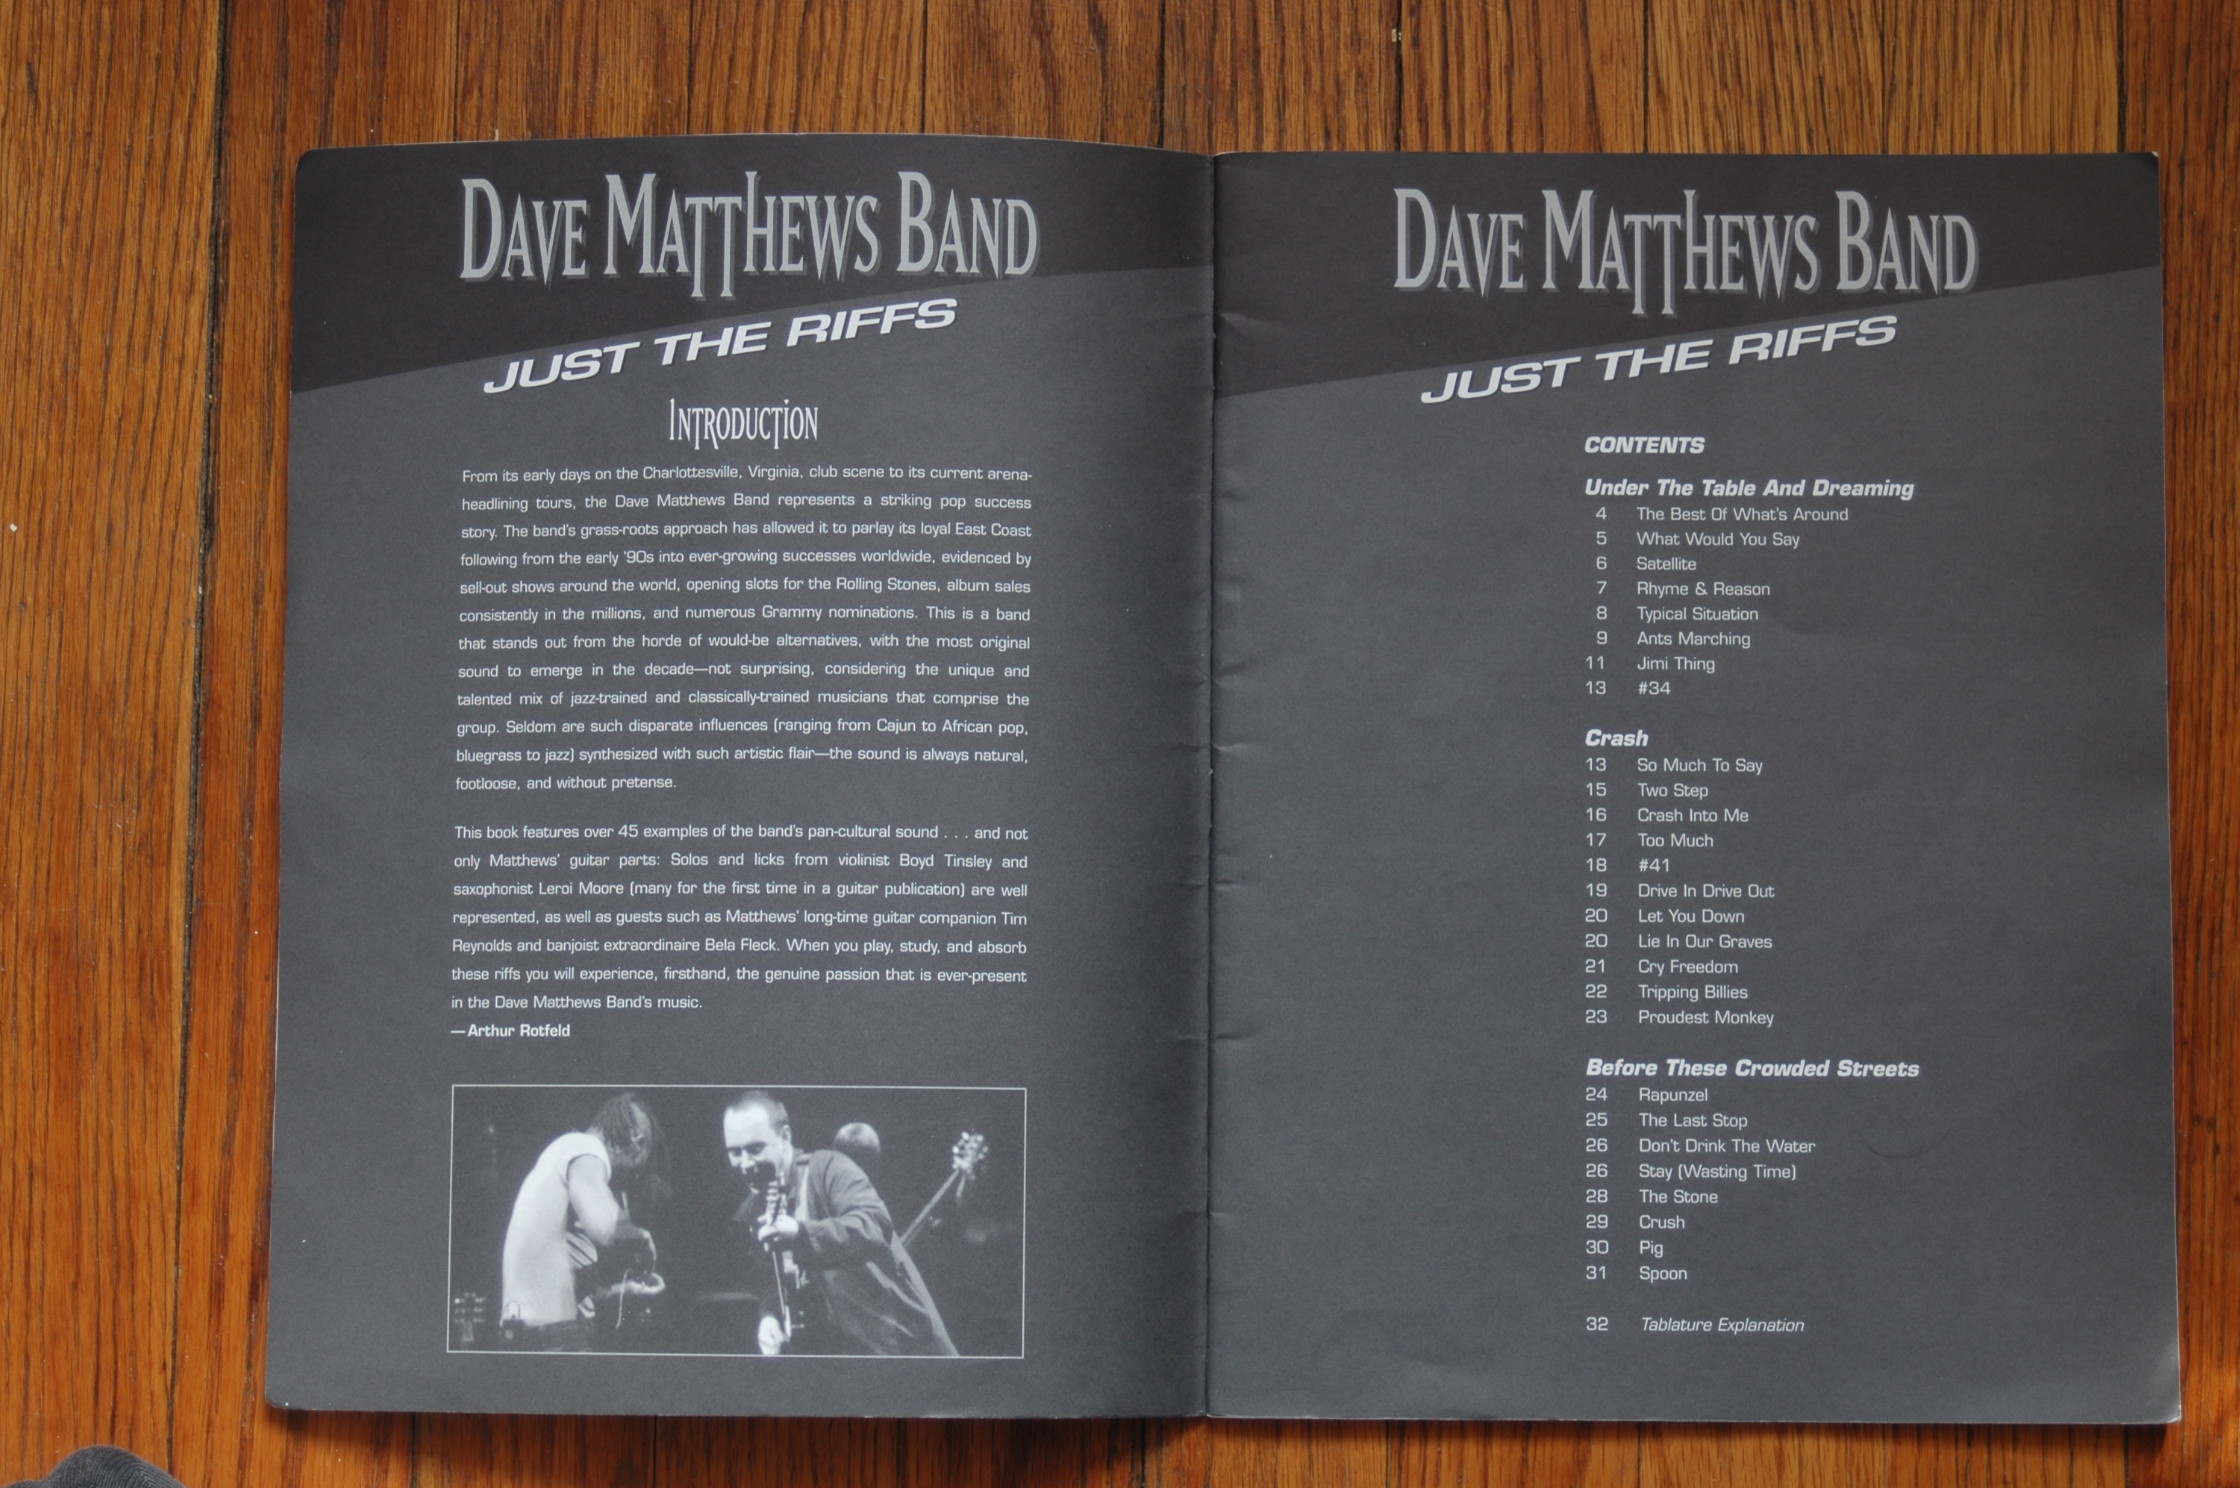 DAVE MATTHEWS BAND
JUST THE RIFFS
INTRODUCTION
From its early days on the Charlottesville, Virginia, club scene to its current arena-
headlining tours, the Dave Matthews Band represents a striking pop success
story. The band's grass-roots approach has allowed it to parlay its loyal East Coast
following from the early '90s into ever-growing successes worldwide, evidenced by
sell-out shows around the world, opening slots for the Rolling Stones, album sales
consistently in the millions, and numerous Grammy nominations. This is a band
that stands out from the horde of would-be alternatives, with the most original
sound to emerge in the decade—not surprising, considering the unique and
talented mix of jazz-trained and classically-trained musicians that comprise the
group. Seldom are such disparate influences (ranging from Cajun to African pop,
bluegrass to jazz) synthesized with such artistic flair—the sound is always natural,
footloose, and without pretense.
This book features over 45 examples of the band's pan-cultural sound . . . and not
only Matthews' guitar parts: Solos and licks from violinist Boyd Tinsley and
saxophonist Leroi Moore (many for the first time in a guitar publication) are well
represented, as well as guests such as Matthews' long-time guitar companion Tim
Reynolds and banjoist extraordinaire Bela Fleck. When you play, study, and absorb
these riffs you will experience, firsthand, the genuine passion that is ever-present
in the Dave Matthews Band's music.
—Arthur Rotfeld
DAVE MATTHEWS BAND
JUST THE RIFFS
CONTENTS
Under The Table And Dreaming
4 The Best Of What's Around
5 What Would You Say
6 Satellite
7 Rhyme & Reason
8 Typical Situation
9 Ants Marching
11 Jimi Thing
13 #34
Crash
13 So Much To Say
15 Two Step
16 Crash Into Me
17 Too Much
18 #41
19 Drive In Drive Out
20 Let You Down
20 Lie In Our Graves
21 Cry Freedom
22 Tripping Billies
23 Proudest Monkey
Before These Crowded Streets
24 Rapunzel
25 The Last Stop
26 Don't Drink The Water
26 Stay (Wasting Time)
28 The Stone
29 Crush
30 Pig
31 Spoon
32 Tablature Explanation